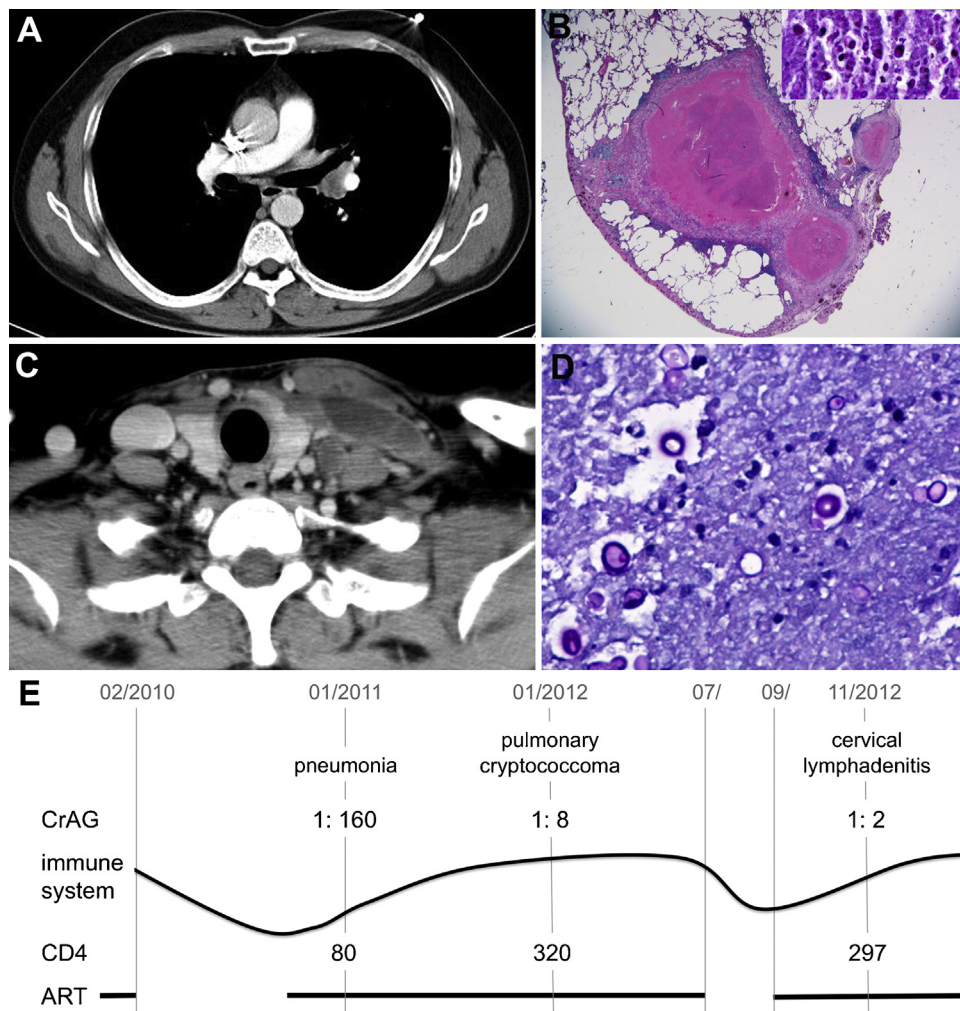 A
B
C
D
E
02/2010
01/2011
01/2012
07/
09/
11/2012
pneumonia
pulmonary
cryptococcoma
cervical
lymphadenitis
CrAG
1: 160
1: 8
1: 2
immune
system
CD4
80
320
297
ART